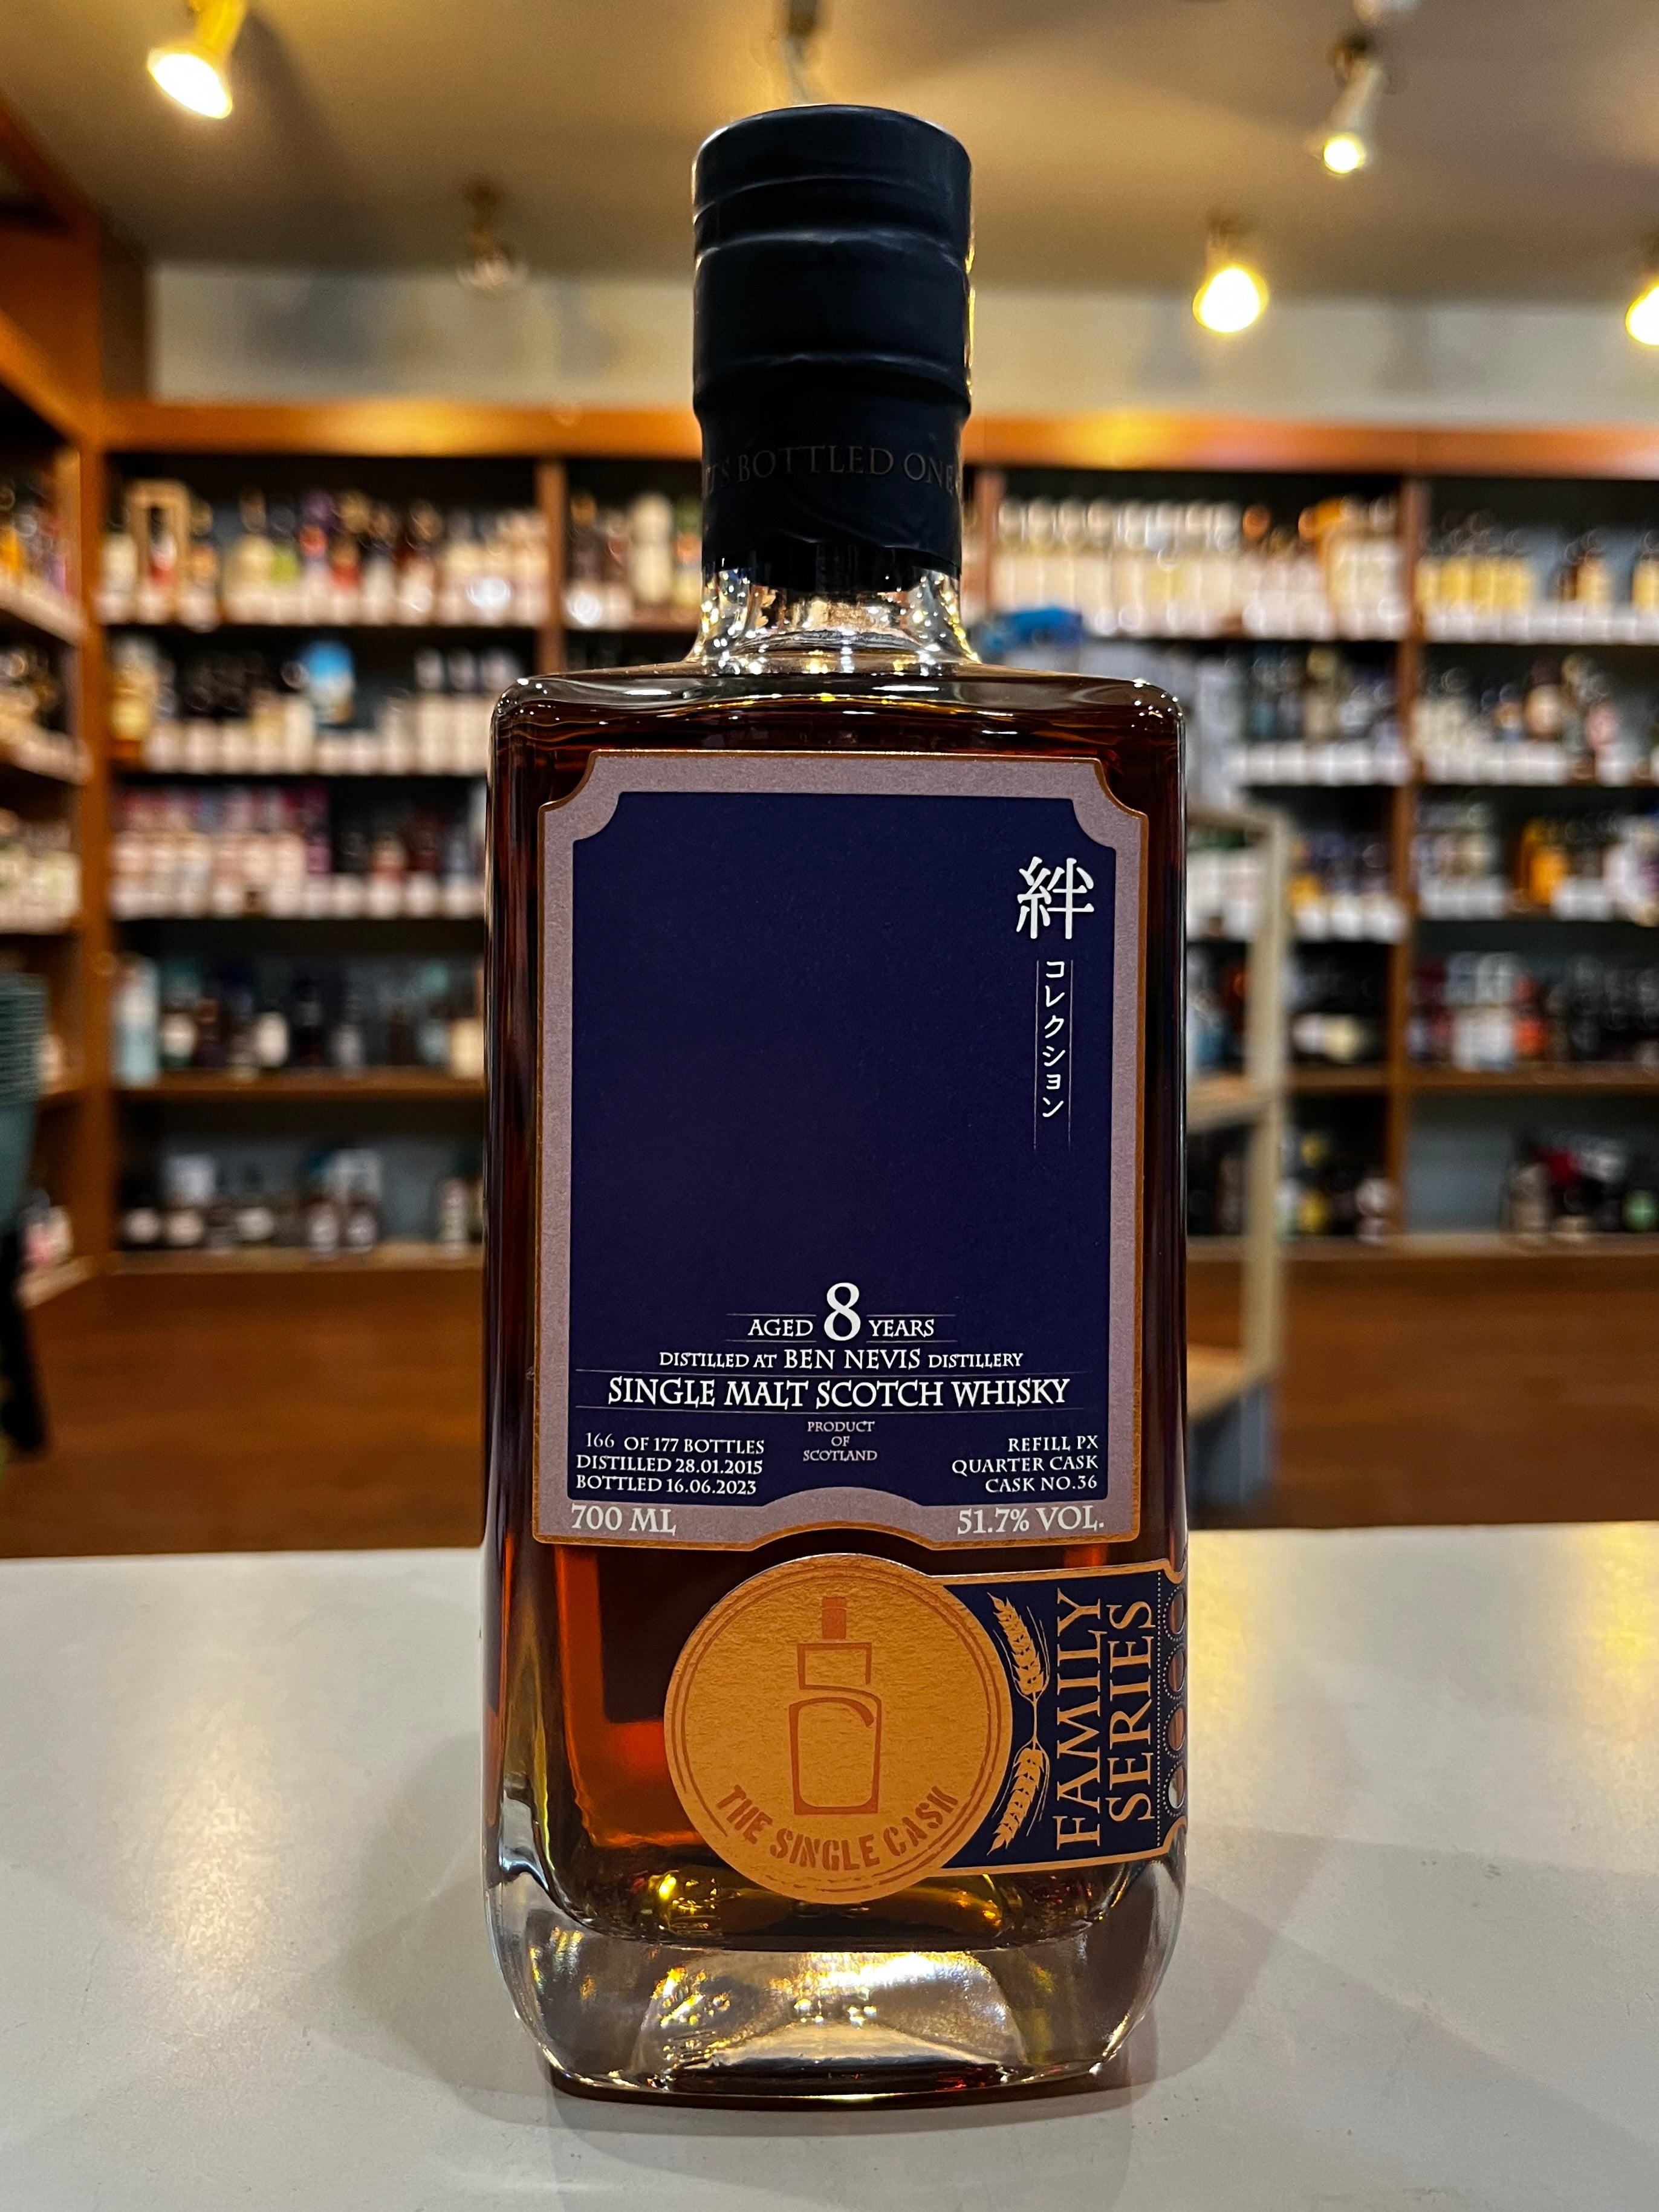 TS BOTTLED ONE
絆
コレクション
AGED 8 YEARS
DISTILLED AT BEN NEVIS DISTILLERY
SINGLE MALT SCOTCH WHISKY
PRODUCT
OF
SCOTLAND
166 OF 177 BOTTLES
DISTILLED 28.01.2015
BOTTLED 16.06.2023
REFILL PX
QUARTER CASK
CASK NO.36
700 ML
51.7% VOL.
THE SINGLE CASK
FAMILY
SERIES